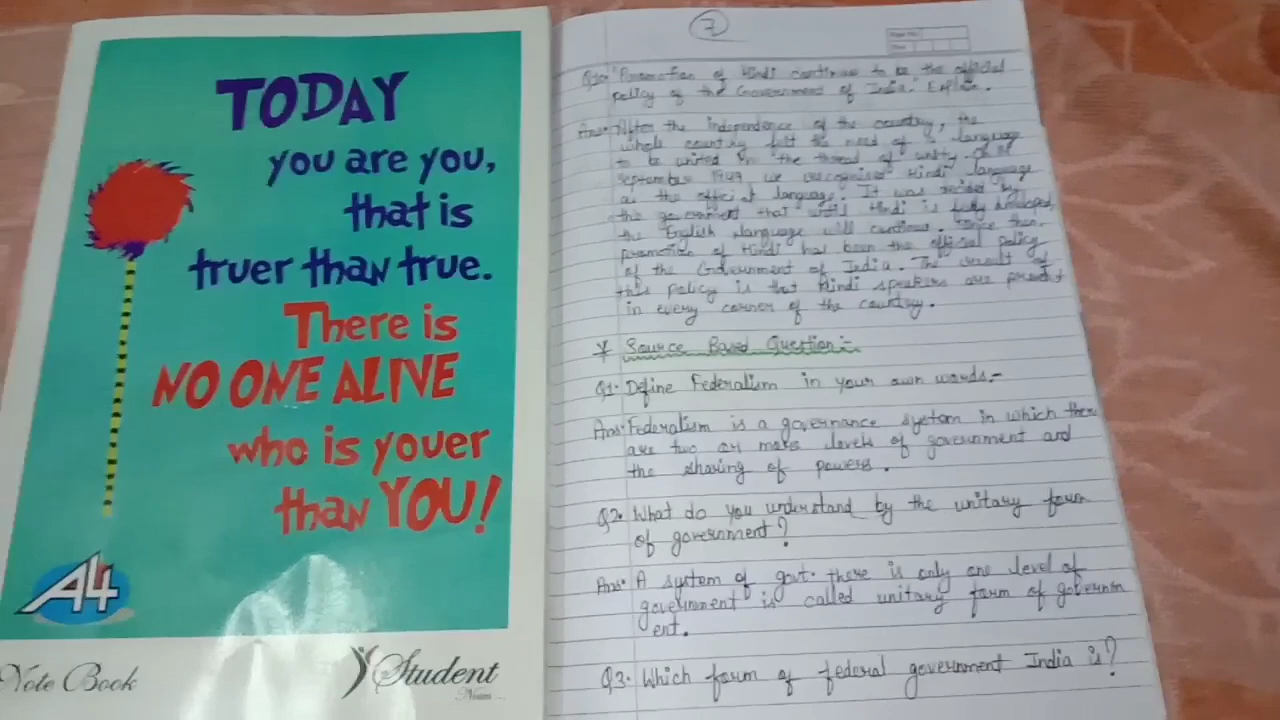 TODAY
you are you,
that is
truer than true.
There is
NO ONE ALIVE
who is youer
than YOU!
A4
Note Book
Student
7
Page No.
Date
"Promotion of Hindi continue to be the official
policy of the Government of India." Explain.
Ans: After the independence of the country, the
whole country felt the need of a language
to be united in the thread of unity.
September 1949 we recognised Hindi language
as the official language. It was decided by
the government that until Hindi is fully developed,
the English language will continue. Since then
promotion of Hindi has been the official policy
of the Government of India. The result of
this policy is that Hindi speakers are present
in every corner of the country.
Source Based Question:-
Q1. Define Federalism in your own words.-
Ans: Federalism is a governance system in which there
are two or more levels of government and
the sharing of powers.
Q2. What do you understand by the unitary form
of government?
Ans: A system of govt. there is only one level of
government is called unitary form of governm
ent.
Q3. Which form of federal government India is?